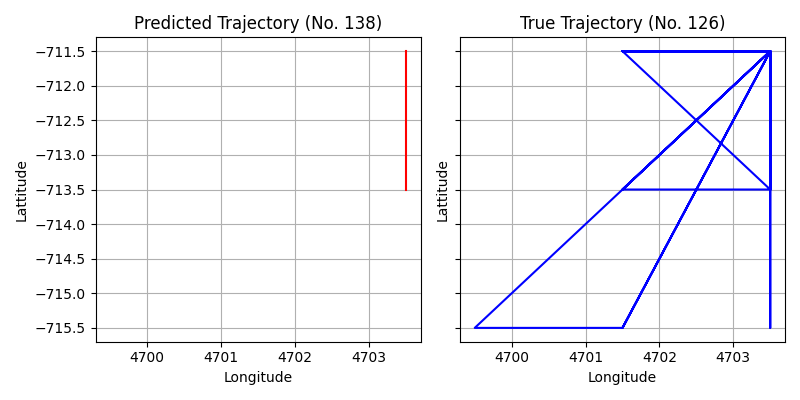 Predicted Trajectory (No. 138)
True Trajectory (No. 126)
−711.5
−712.0
−712.5
−713.0
−713.5
−714.0
−714.5
−715.0
−715.5
Lattitude
Lattitude
4700 4701 4702 4703
4700 4701 4702 4703
Longitude
Longitude